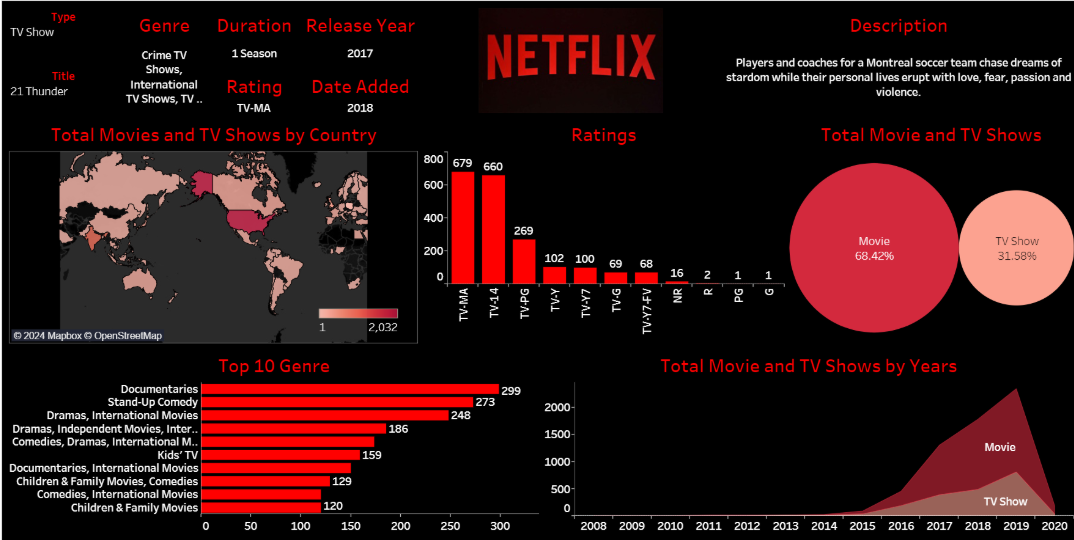 Type
TV Show
Title
21 Thunder
Genre
Crime TV
Shows,
International
TV Shows, TV ..
Duration
1 Season
Rating
TV-MA
Release Year
2017
Date Added
2018
NETFLIX
Description
Players and coaches for a Montreal soccer team chase dreams of
stardom while their personal lives erupt with love, fear, passion and
violence.
Total Movies and TV Shows by Country
1
2,032
© 2024 Mapbox © OpenStreetMap
Ratings
800
600
400
200
0
679
660
269
102
100
69
68
16
2
1
1
TV-MA
TV-14
TV-PG
TV-Y
TV-Y7
TV-G
TV-Y7-FV
NR
R
PG
G
Total Movie and TV Shows
Movie
68.42%
TV Show
31.58%
Top 10 Genre
Documentaries 299
Stand-Up Comedy 273
Dramas, International Movies 248
Dramas, Independent Movies, Inter.. 186
Comedies, Dramas, International M..
Kids' TV 159
Documentaries, International Movies
Children & Family Movies, Comedies 129
Comedies, International Movies
Children & Family Movies 120
0 50 100 150 200 250 300
Total Movie and TV Shows by Years
2000
1500
1000
500
0
Movie
TV Show
2008 2009 2010 2011 2012 2013 2014 2015 2016 2017 2018 2019 2020